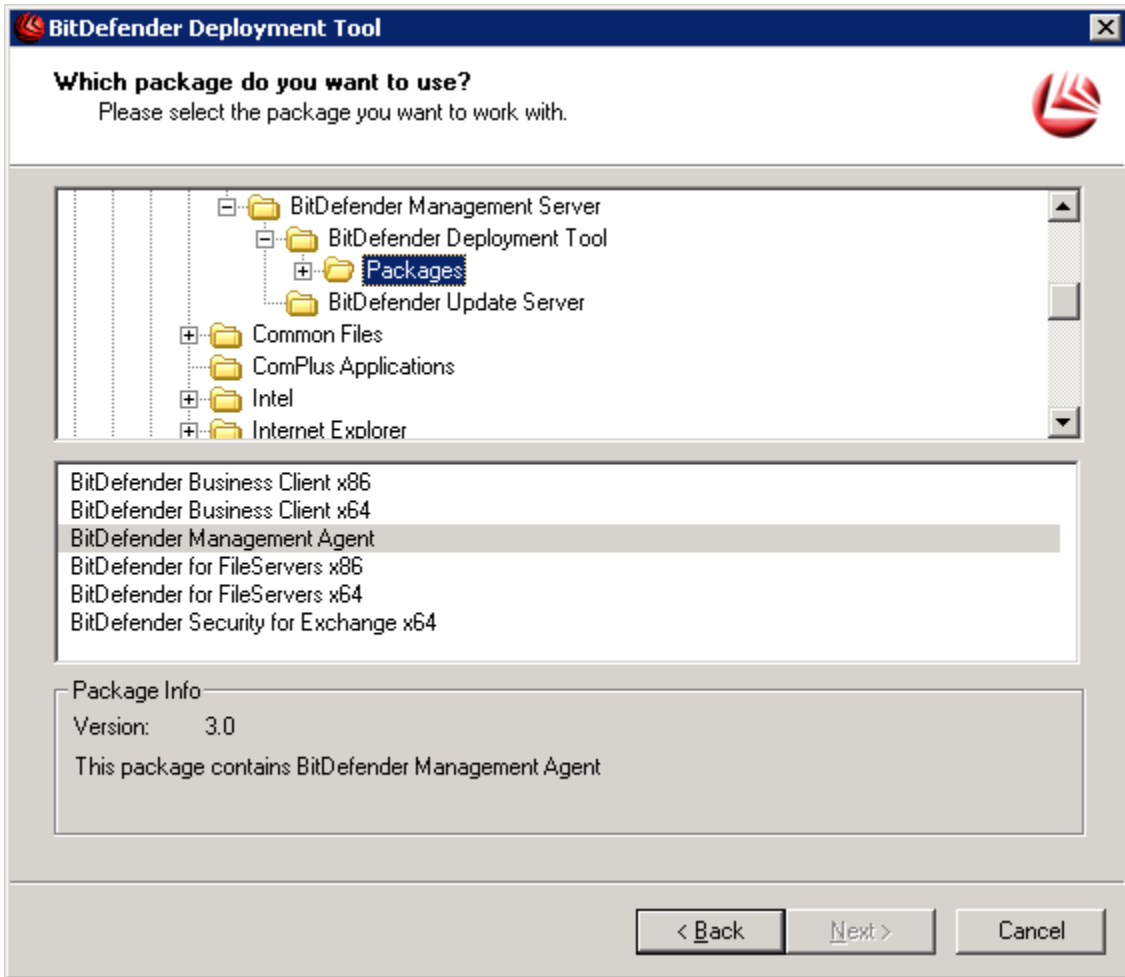 BitDefender Deployment Tool
Which package do you want to use?
Please select the package you want to work with.
BitDefender Management Server
BitDefender Deployment Tool
Packages
BitDefender Update Server
Common Files
ComPlus Applications
Intel
Internet Explorer
BitDefender Business Client x86
BitDefender Business Client x64
BitDefender Management Agent
BitDefender for FileServers x86
BitDefender for FileServers x64
BitDefender Security for Exchange x64
Package Info
Version: 3.0
This package contains BitDefender Management Agent
< Back Next > Cancel